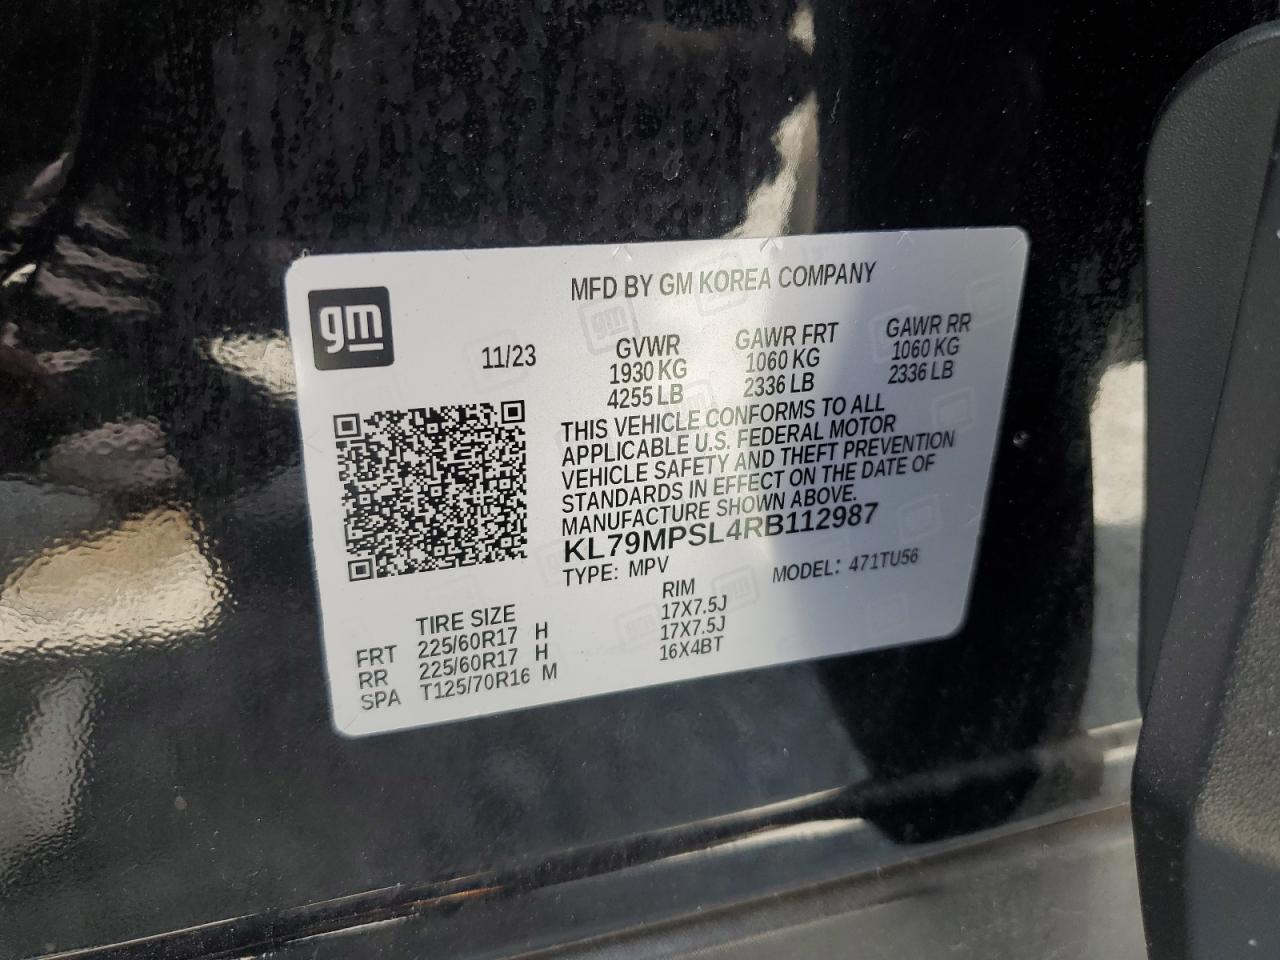 gm
MFD BY GM KOREA COMPANY
11/23
GVWR GAWR FRT GAWR RR
1930 KG 1060 KG 1060 KG
4255 LB 2336 LB 2336 LB
THIS VEHICLE CONFORMS TO ALL
APPLICABLE U.S. FEDERAL MOTOR
VEHICLE SAFETY AND THEFT PREVENTION
STANDARDS IN EFFECT ON THE DATE OF
MANUFACTURE SHOWN ABOVE.
KL79MPSL4RB112987
TYPE: MPV MODEL: 471TU56
TIRE SIZE RIM
FRT 225/60R17 H 17X7.5J
RR 225/60R17 H 17X7.5J
SPA T125/70R16 M 16X4BT